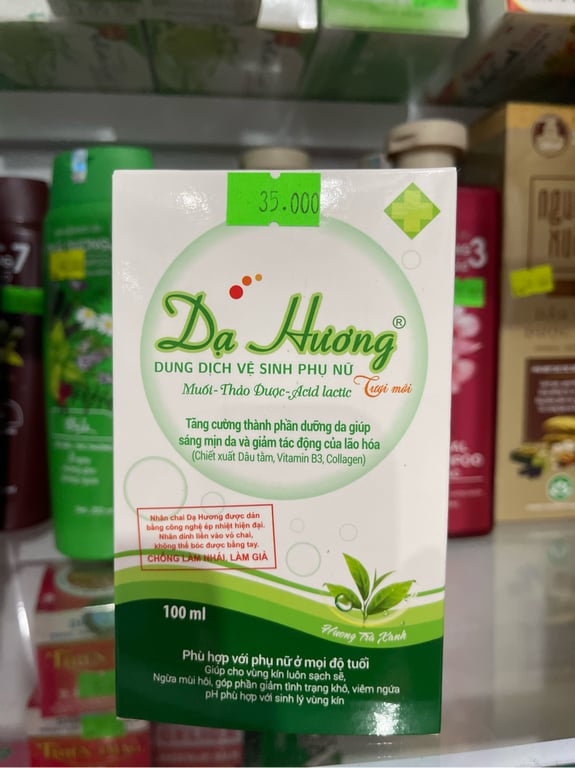 35.000
Dạ Hương®
DUNG DỊCH VỆ SINH PHỤ NỮ
Muối-Thảo Dược-Acid lactic Tươi mới
Tăng cường thành phần dưỡng da giúp
sáng mịn da và giảm tác động của lão hóa
(Chiết xuất Dâu tằm, Vitamin B3, Collagen)
Nhãn chai Dạ Hương được dán
bằng công nghệ ép nhiệt hiện đại.
Nhãn dính liền vào vỏ chai,
không thể bóc được bằng tay.
CHỐNG LÀM NHÁI, LÀM GIẢ
100 ml
Hương Trà Xanh
Phù hợp với phụ nữ ở mọi độ tuổi
Giúp cho vùng kín luôn sạch sẽ,
Ngừa mùi hôi, góp phần giảm tình trạng khô, viêm ngứa
pH phù hợp với sinh lý vùng kín
7
3